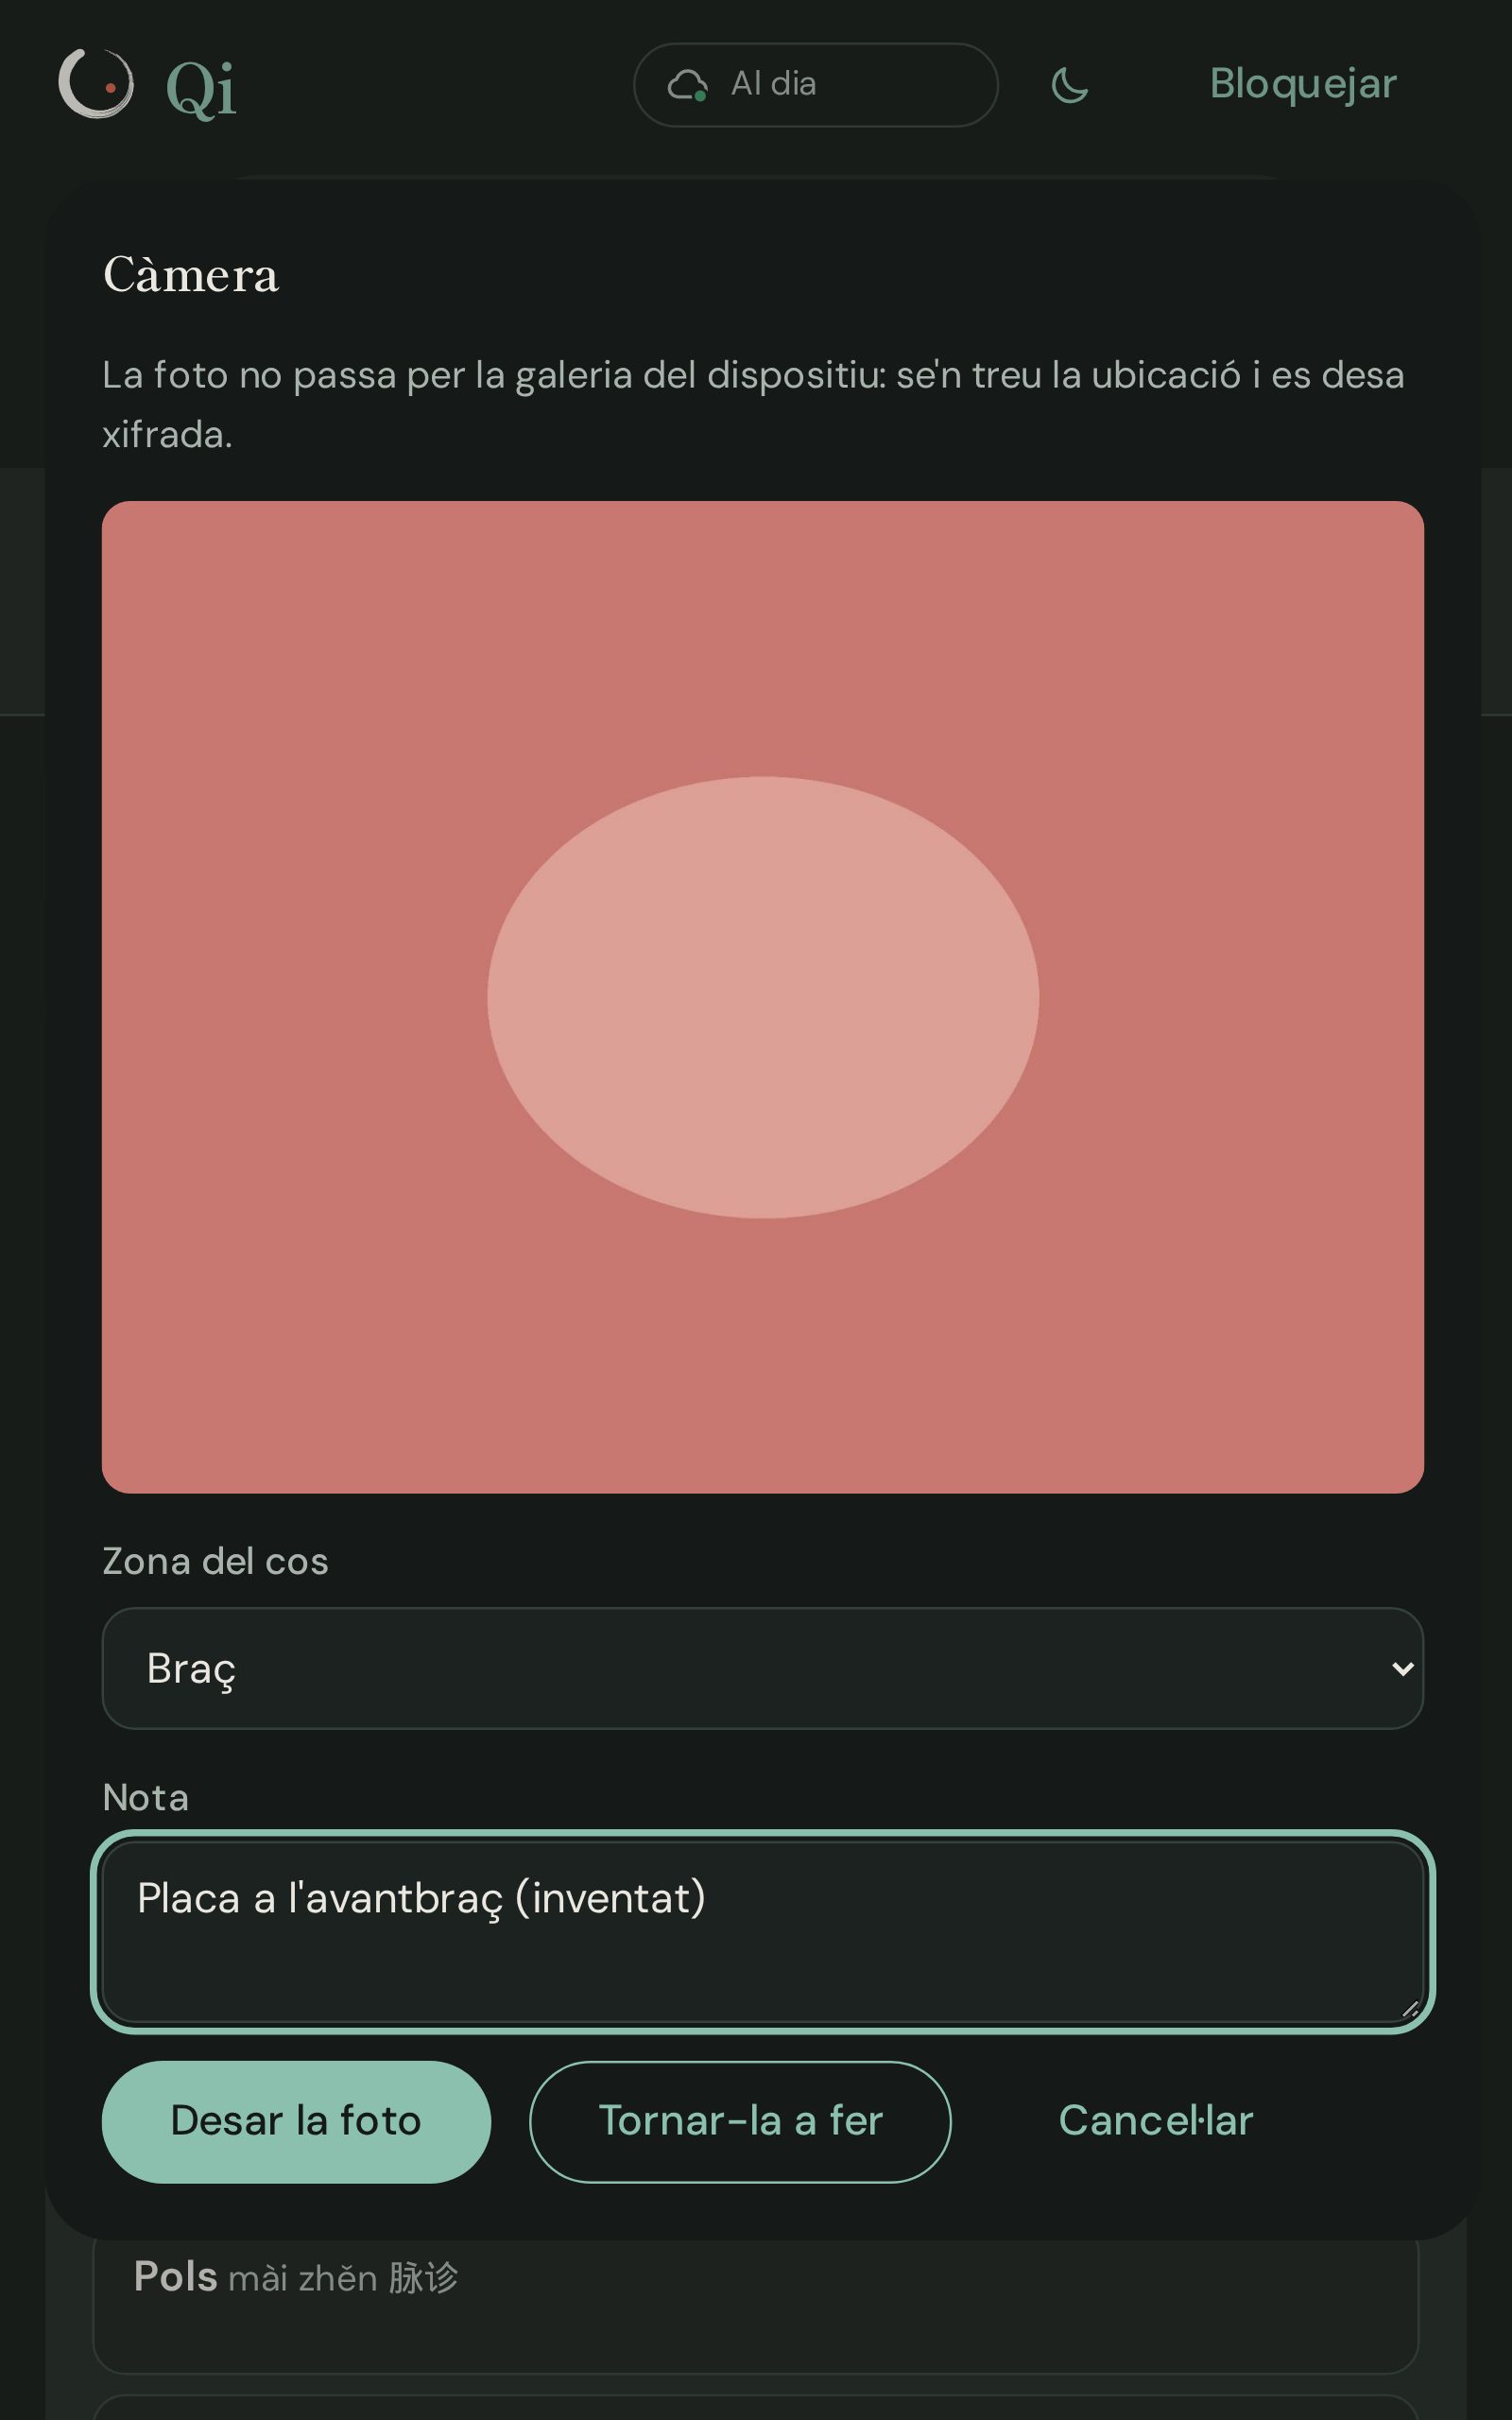 Qi
Al dia
Bloquejar
Càmera
La foto no passa per la galeria del dispositiu: se'n treu la ubicació i es desa
xifrada.
Zona del cos
Braç
Nota
Placa a l'avantbraç (inventat)
Desar la foto
Tornar-la a fer
Cancel·lar
Pols mài zhěn 脉诊